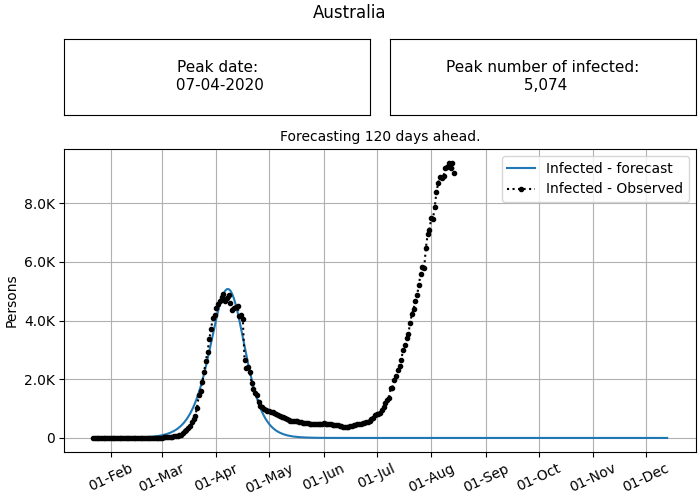 Australia
Peak date:
07-04-2020
Peak number of infected:
5,074
Forecasting 120 days ahead.
Infected - forecast
Infected - Observed
8.0K
6.0K
4.0K
2.0K
0
Persons
01-Feb
01-Mar
01-Apr
01-May
01-Jun
01-Jul
01-Aug
01-Sep
01-Oct
01-Nov
01-Dec